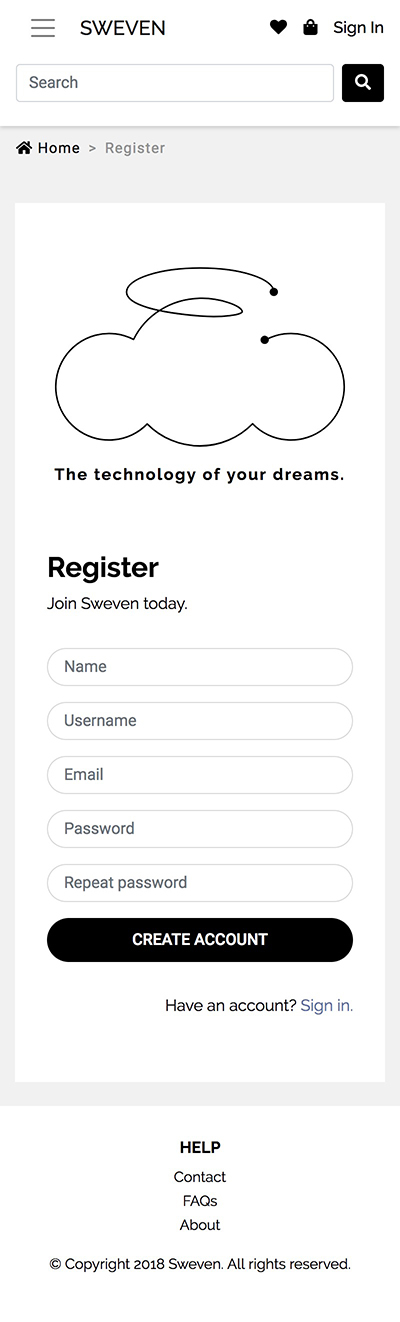 SWEVEN
Sign In
Search
Home > Register
The technology of your dreams.
Register
Join Sweven today.
Name
Username
Email
Password
Repeat password
CREATE ACCOUNT
Have an account? Sign in.
HELP
Contact
FAQs
About
© Copyright 2018 Sweven. All rights reserved.